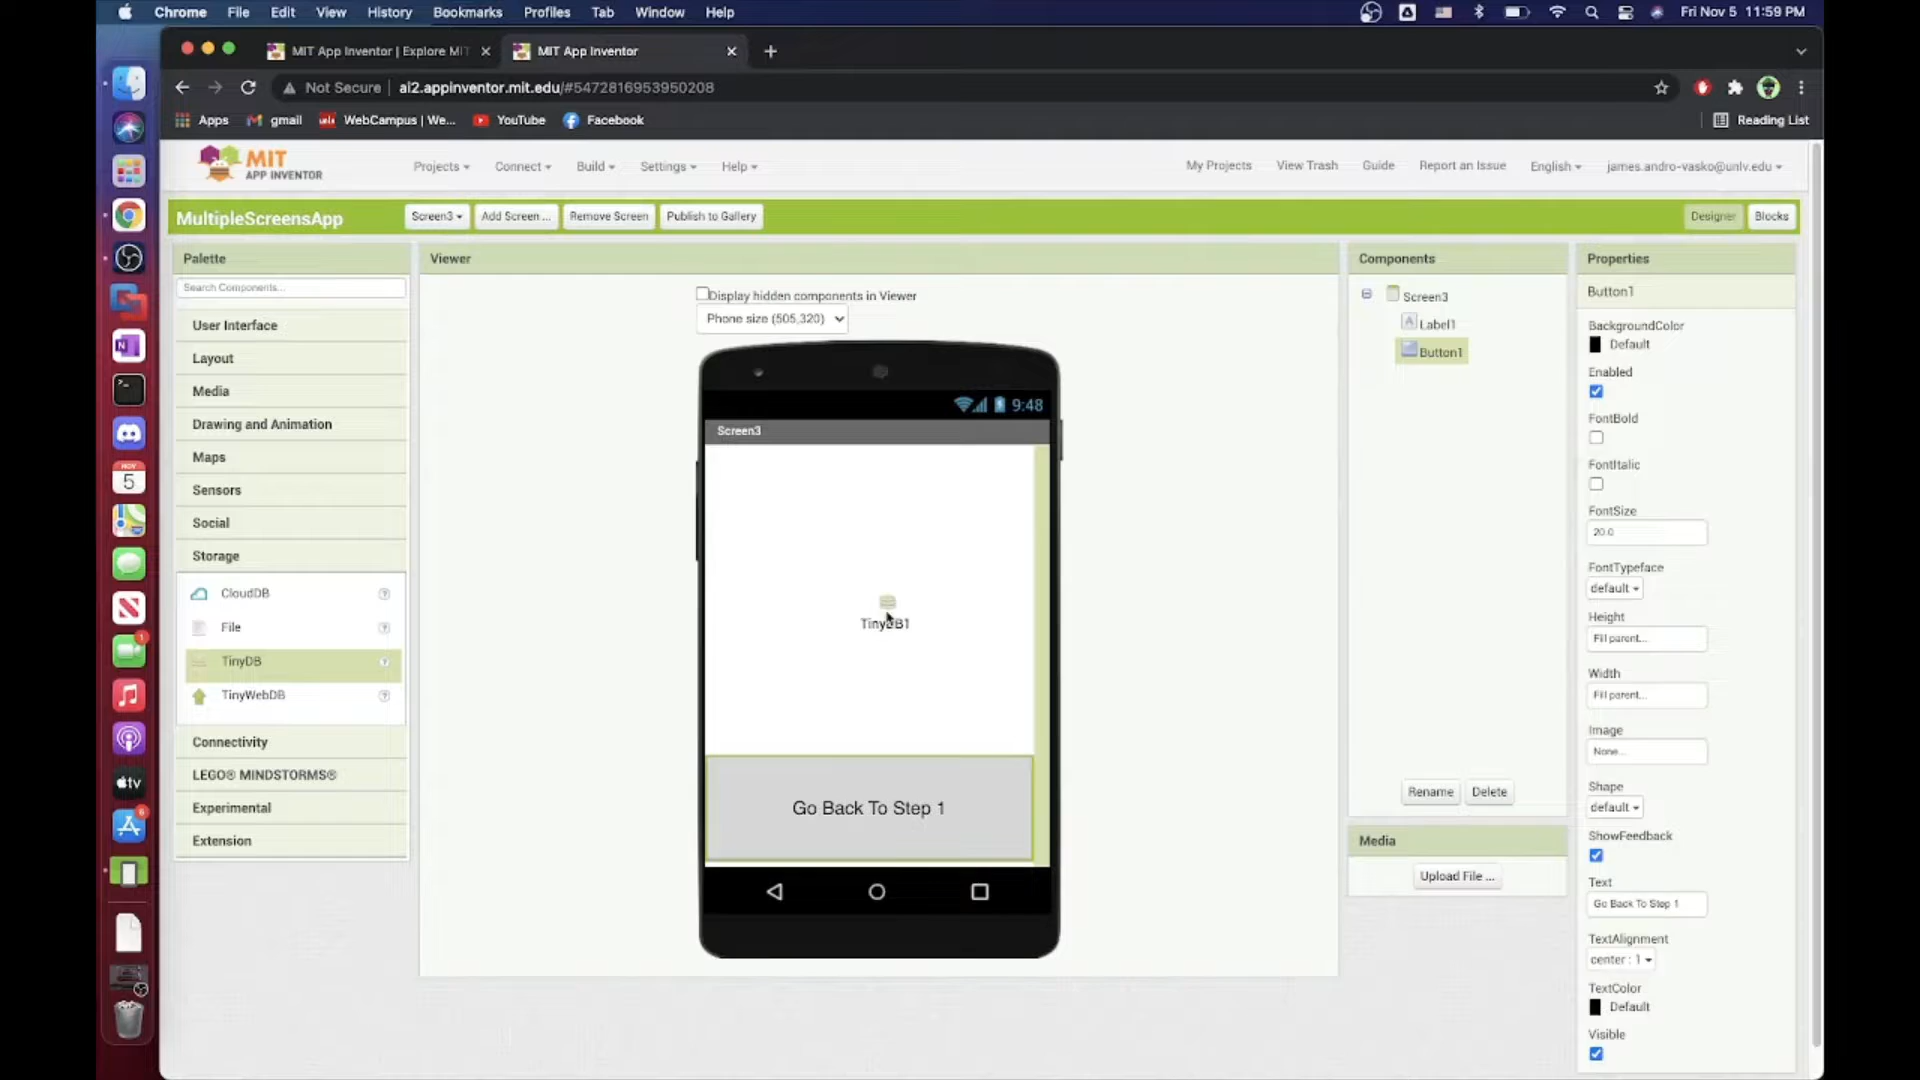 Chrome File Edit View History Bookmarks Profiles Tab Window Help Fri Nov 5 11:59 PM
MIT App Inventor | Explore MIT
MIT App Inventor
Not Secure ai2.appinventor.mit.edu/#5472816953950208
Apps gmail WebCampus | We... YouTube Facebook Reading List
MIT
APP INVENTOR
Projects Connect Build Settings Help
My Projects View Trash Guide Report an Issue English james.andro-vasko@unlv.edu
MultipleScreensApp
Screen3 Add Screen ... Remove Screen Publish to Gallery
Designer Blocks
Palette
Search Components...
User Interface
Layout
Media
Drawing and Animation
Maps
Sensors
Social
Storage
CloudDB
File
TinyDB
TinyWebDB
Connectivity
LEGO® MINDSTORMS®
Experimental
Extension
Viewer
Display hidden components in Viewer
Phone size (505,320)
9:48
Screen3
TinyDB1
Go Back To Step 1
Components
Screen3
Label1
Button1
Rename Delete
Media
Upload File ...
Properties
Button1
BackgroundColor
Default
Enabled
FontBold
FontItalic
FontSize
20.0
FontTypeface
default
Height
Fill parent...
Width
Fill parent...
Image
None...
Shape
default
ShowFeedback
Text
Go Back To Step 1
TextAlignment
center : 1
TextColor
Default
Visible
NOV
5
tv
1
6